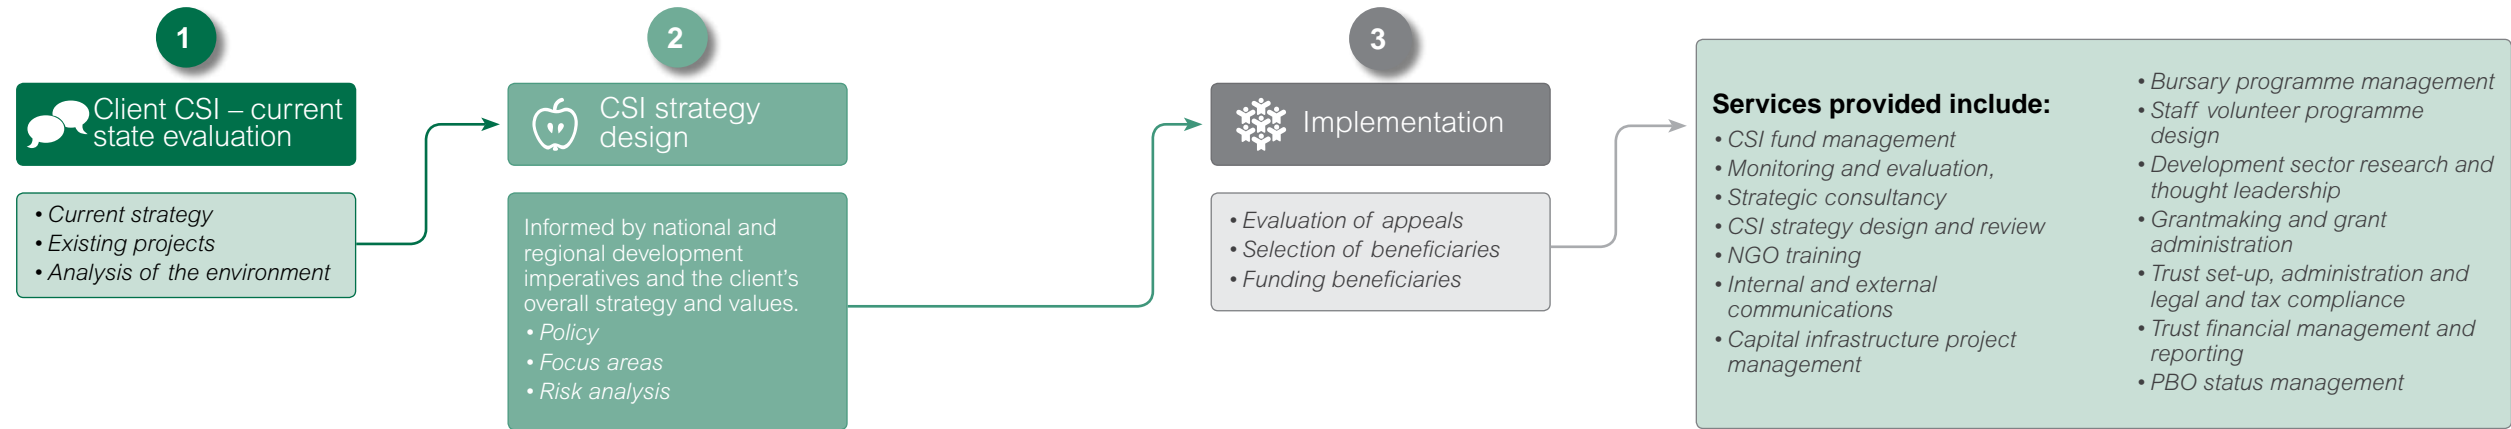 1
Client CSI – current
state evaluation
• Current strategy
• Existing projects
• Analysis of the environment
2
CSI strategy
design
Informed by national and
regional development
imperatives and the client's
overall strategy and values.
• Policy
• Focus areas
• Risk analysis
3
Implementation
• Evaluation of appeals
• Selection of beneficiaries
• Funding beneficiaries
Services provided include:
• CSI fund management
• Monitoring and evaluation,
• Strategic consultancy
• CSI strategy design and review
• NGO training
• Internal and external
communications
• Capital infrastructure project
management
• Bursary programme management
• Staff volunteer programme
design
• Development sector research and
thought leadership
• Grantmaking and grant
administration
• Trust set-up, administration and
legal and tax compliance
• Trust financial management and
reporting
• PBO status management